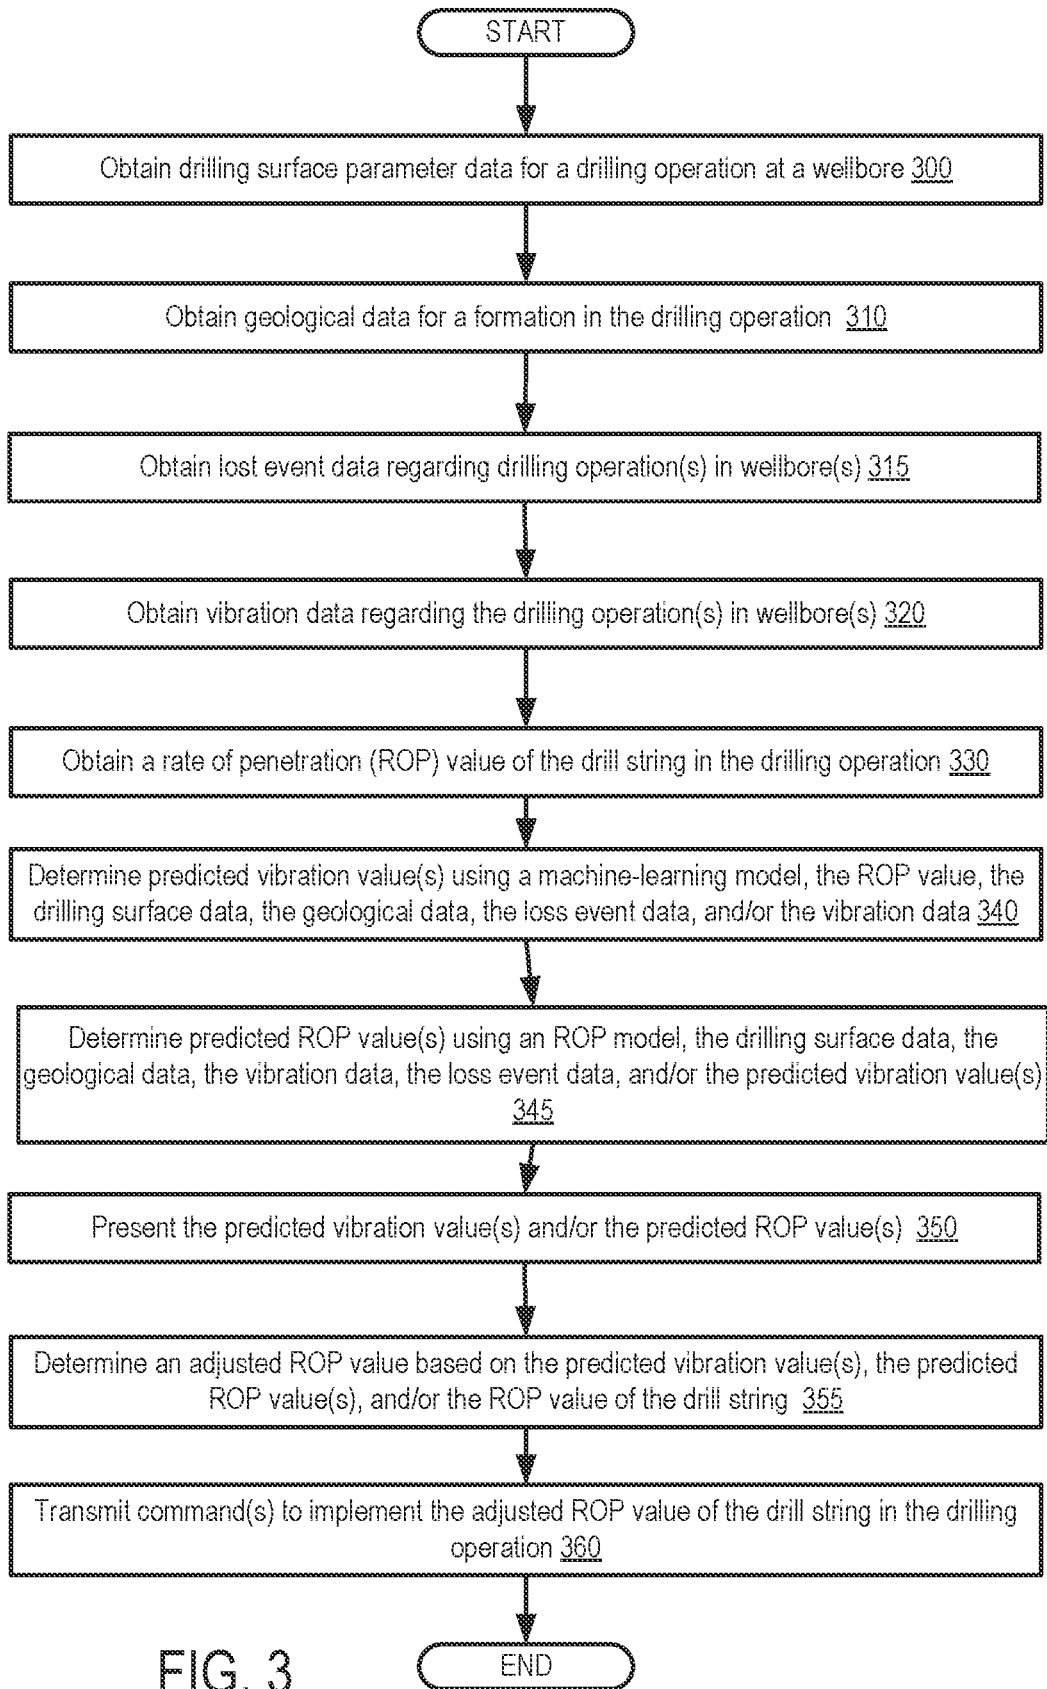 START
Obtain drilling surface parameter data for a drilling operation at a wellbore 300
Obtain geological data for a formation in the drilling operation 310
Obtain lost event data regarding drilling operation(s) in wellbore(s) 315
Obtain vibration data regarding the drilling operation(s) in wellbore(s) 320
Obtain a rate of penetration (ROP) value of the drill string in the drilling operation 330
Determine predicted vibration value(s) using a machine-learning model, the ROP value, the
drilling surface data, the geological data, the loss event data, and/or the vibration data 340
Determine predicted ROP value(s) using an ROP model, the drilling surface data, the
geological data, the vibration data, the loss event data, and/or the predicted vibration value(s)
345
Present the predicted vibration value(s) and/or the predicted ROP value(s) 350
Determine an adjusted ROP value based on the predicted vibration value(s), the predicted
ROP value(s), and/or the ROP value of the drill string 355
Transmit command(s) to implement the adjusted ROP value of the drill string in the drilling
operation 360
END
FIG. 3